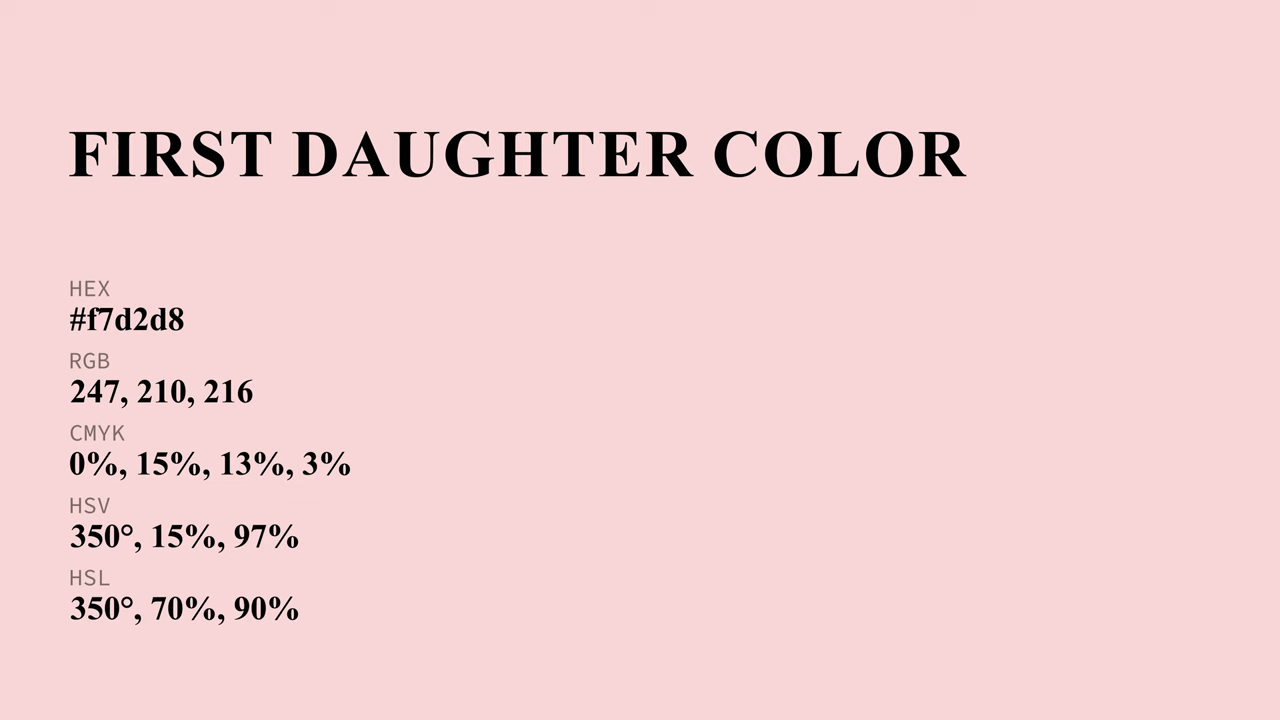 FIRST DAUGHTER COLOR
HEX
#f7d2d8
RGB
247, 210, 216
CMYK
0%, 15%, 13%, 3%
HSV
350°, 15%, 97%
HSL
350°, 70%, 90%